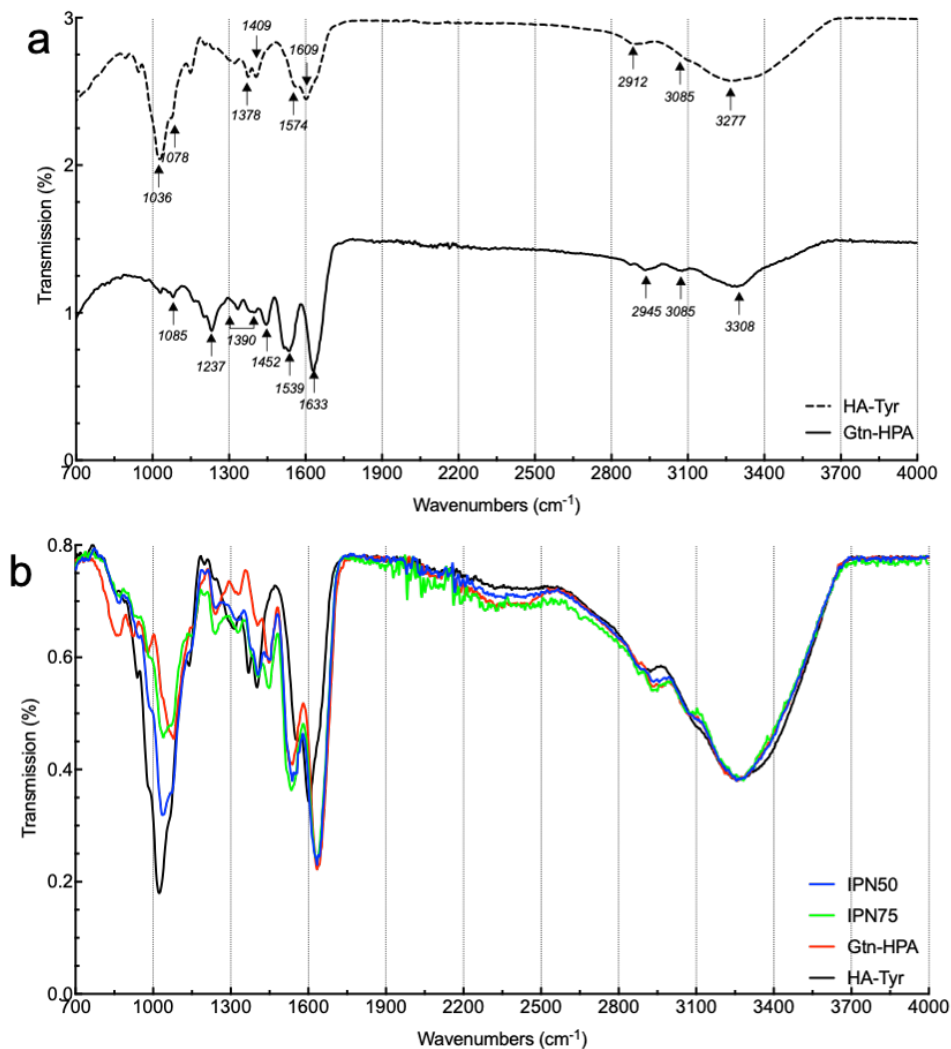 a
3
2
1
0
Transmission (%)
1409
1609
1378
1574
1078
1036
2912
3085
3277
1085
1237
1390
1452
1539
1633
2945
3085
3308
HA-Tyr
Gtn-HPA
700 1000 1300 1600 1900 2200 2500 2800 3100 3400 4000
Wavenumbers (cm⁻¹)
b
0.8
0.6
0.4
0.2
0.0
Transmission (%)
IPN50
IPN75
Gtn-HPA
HA-Tyr
700 1000 1300 1600 1900 2200 2500 2800 3100 3400 3700 4000
Wavenumbers (cm⁻¹)